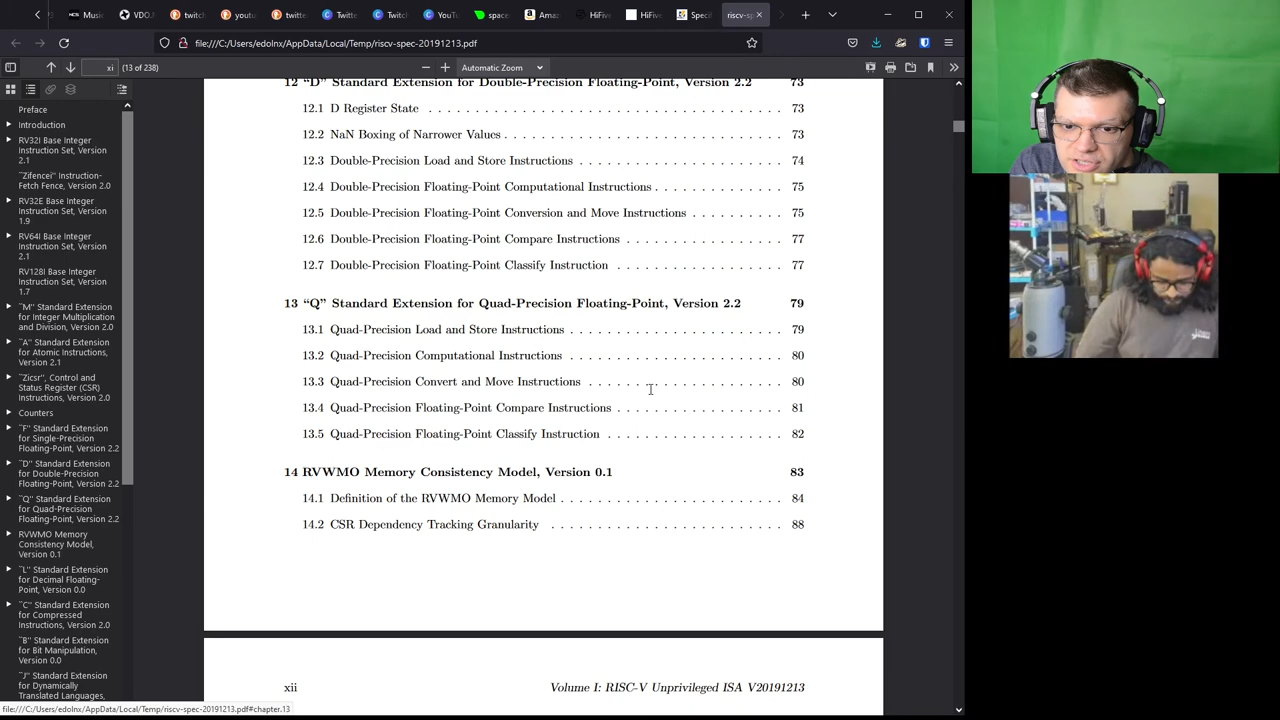 Music
VDO.
twitch
youtu
twitte
Twitte
Twitc
YouTu
space
Amaz
HiFive
HiFive
Specif
riscv-sp
file:///C:/Users/edolnx/AppData/Local/Temp/riscv-spec-20191213.pdf
xi
(13 of 238)
Automatic Zoom
Preface
Introduction
RV32I Base Integer
Instruction Set, Version
2.1
``Zifencei'' Instruction-
Fetch Fence, Version 2.0
RV32E Base Integer
Instruction Set, Version
1.9
RV64I Base Integer
Instruction Set, Version
2.1
RV128I Base Integer
Instruction Set, Version
1.7
``M'' Standard Extension
for Integer Multiplication
and Division, Version 2.0
``A'' Standard Extension
for Atomic Instructions,
Version 2.1
``Zicsr'', Control and
Status Register (CSR)
Instructions, Version 2.0
Counters
``F'' Standard Extension
for Single-Precision
Floating-Point, Version 2.2
``D'' Standard Extension
for Double-Precision
Floating-Point, Version 2.2
``Q'' Standard Extension
for Quad-Precision
Floating-Point, Version 2.2
RVWMO Memory
Consistency Model,
Version 0.1
``L'' Standard Extension
for Decimal Floating-
Point, Version 0.0
``C'' Standard Extension
for Compressed
Instructions, Version 2.0
``B'' Standard Extension
for Bit Manipulation,
Version 0.0
``J'' Standard Extension
for Dynamically
Translated Languages,
12 “D” Standard Extension for Double-Precision Floating-Point, Version 2.2 73
12.1 D Register State . . . . . . . . . . . . . . . . . . . . . . . . . . . 73
12.2 NaN Boxing of Narrower Values . . . . . . . . . . . . . . . . . . . . . 73
12.3 Double-Precision Load and Store Instructions . . . . . . . . . . . . . . . . 74
12.4 Double-Precision Floating-Point Computational Instructions . . . . . . . . . . 75
12.5 Double-Precision Floating-Point Conversion and Move Instructions . . . . . . . 75
12.6 Double-Precision Floating-Point Compare Instructions . . . . . . . . . . . . 77
12.7 Double-Precision Floating-Point Classify Instruction . . . . . . . . . . . . . 77
13 “Q” Standard Extension for Quad-Precision Floating-Point, Version 2.2 79
13.1 Quad-Precision Load and Store Instructions . . . . . . . . . . . . . . . . 79
13.2 Quad-Precision Computational Instructions . . . . . . . . . . . . . . . . 80
13.3 Quad-Precision Convert and Move Instructions . . . . . . . . . . . . . . . 80
13.4 Quad-Precision Floating-Point Compare Instructions . . . . . . . . . . . . . 81
13.5 Quad-Precision Floating-Point Classify Instruction . . . . . . . . . . . . . . 82
14 RVWMO Memory Consistency Model, Version 0.1 83
14.1 Definition of the RVWMO Memory Model . . . . . . . . . . . . . . . . . 84
14.2 CSR Dependency Tracking Granularity . . . . . . . . . . . . . . . . . . 88
xii Volume I: RISC-V Unprivileged ISA V20191213
file:///C:/Users/edolnx/AppData/Local/Temp/riscv-spec-20191213.pdf#chapter.13